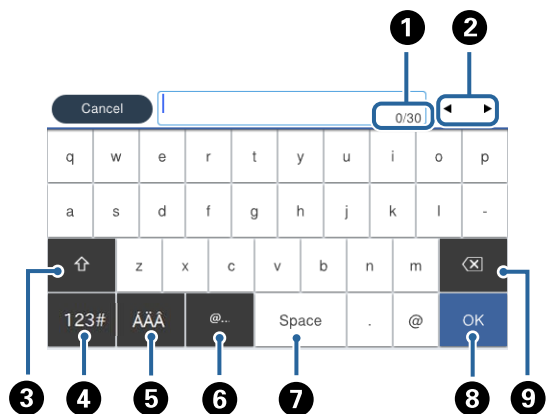 1 2
Cancel 0/30
q w e r t y u i o p
a s d f g h j k l -
z x c v b n m
123# ÁÄÂ @... Space . @ OK
3 4 5 6 7 8 9